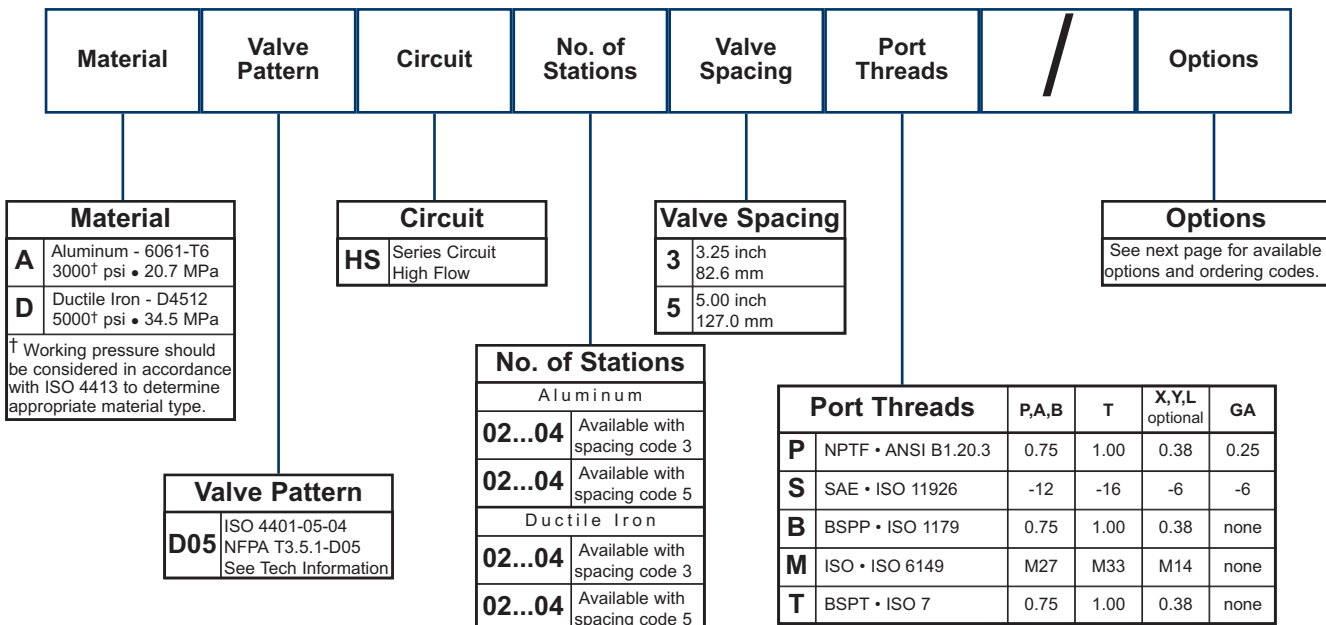 Material
Valve
Pattern
Circuit
No. of
Stations
Valve
Spacing
Port
Threads
/
Options
Material
A Aluminum - 6061-T6
3000† psi • 20.7 MPa
D Ductile Iron - D4512
5000† psi • 34.5 MPa
† Working pressure should
be considered in accordance
with ISO 4413 to determine
appropriate material type.
Circuit
HS Series Circuit
High Flow
Valve Spacing
3 3.25 inch
82.6 mm
5 5.00 inch
127.0 mm
Options
See next page for available
options and ordering codes.
Valve Pattern
D05 ISO 4401-05-04
NFPA T3.5.1-D05
See Tech Information
No. of Stations
Aluminum
02...04 Available with
spacing code 3
02...04 Available with
spacing code 5
Ductile Iron
02...04 Available with
spacing code 3
02...04 Available with
spacing code 5
Port Threads P,A,B T X,Y,L optional GA
P NPTF • ANSI B1.20.3 0.75 1.00 0.38 0.25
S SAE • ISO 11926 -12 -16 -6 -6
B BSPP • ISO 1179 0.75 1.00 0.38 none
M ISO • ISO 6149 M27 M33 M14 none
T BSPT • ISO 7 0.75 1.00 0.38 none